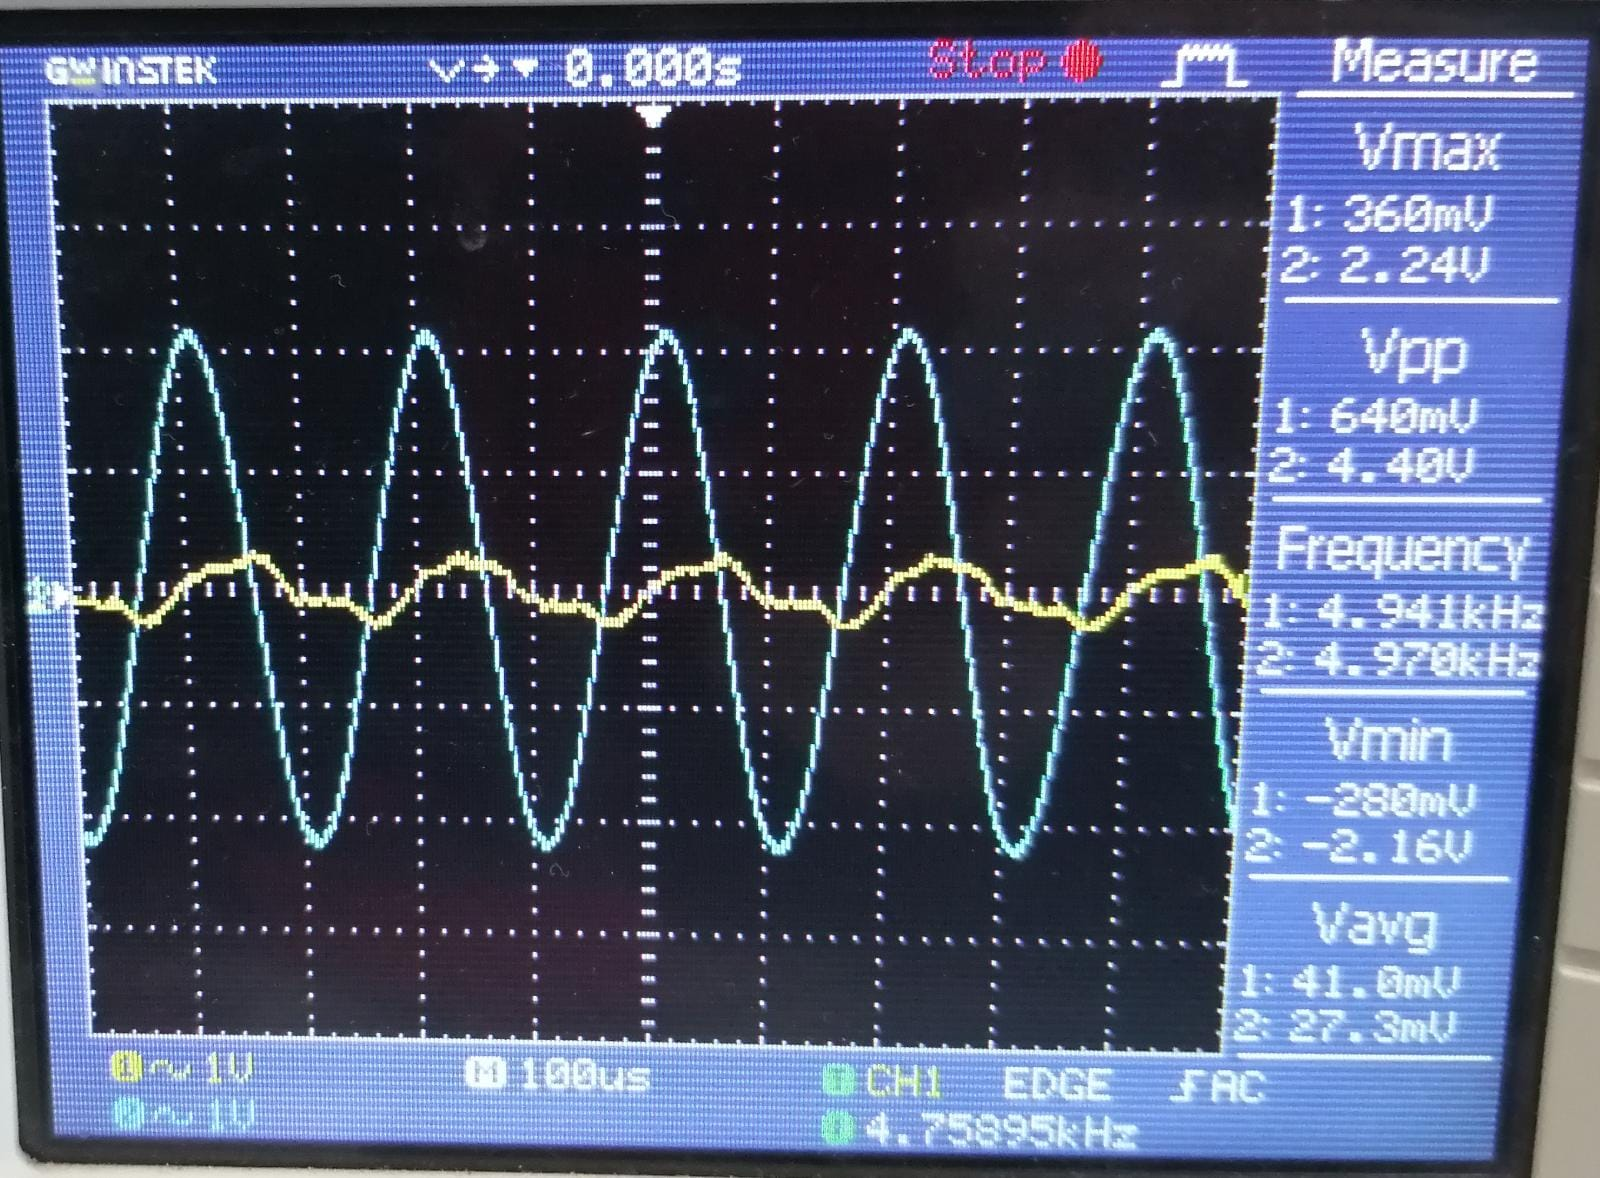 GW INSTEK
0.000s
Stop
Measure
Vmax
1: 360mV
2: 2.24V
Vpp
1: 640mV
2: 4.40V
Frequency
1: 4.941kHz
2: 4.970kHz
Vmin
1: -280mV
2: -2.16V
Vavg
1: 41.0mV
2: 27.3mV
1 1V
M 100us
T CH1 EDGE AC
2 1V
4.75895kHz